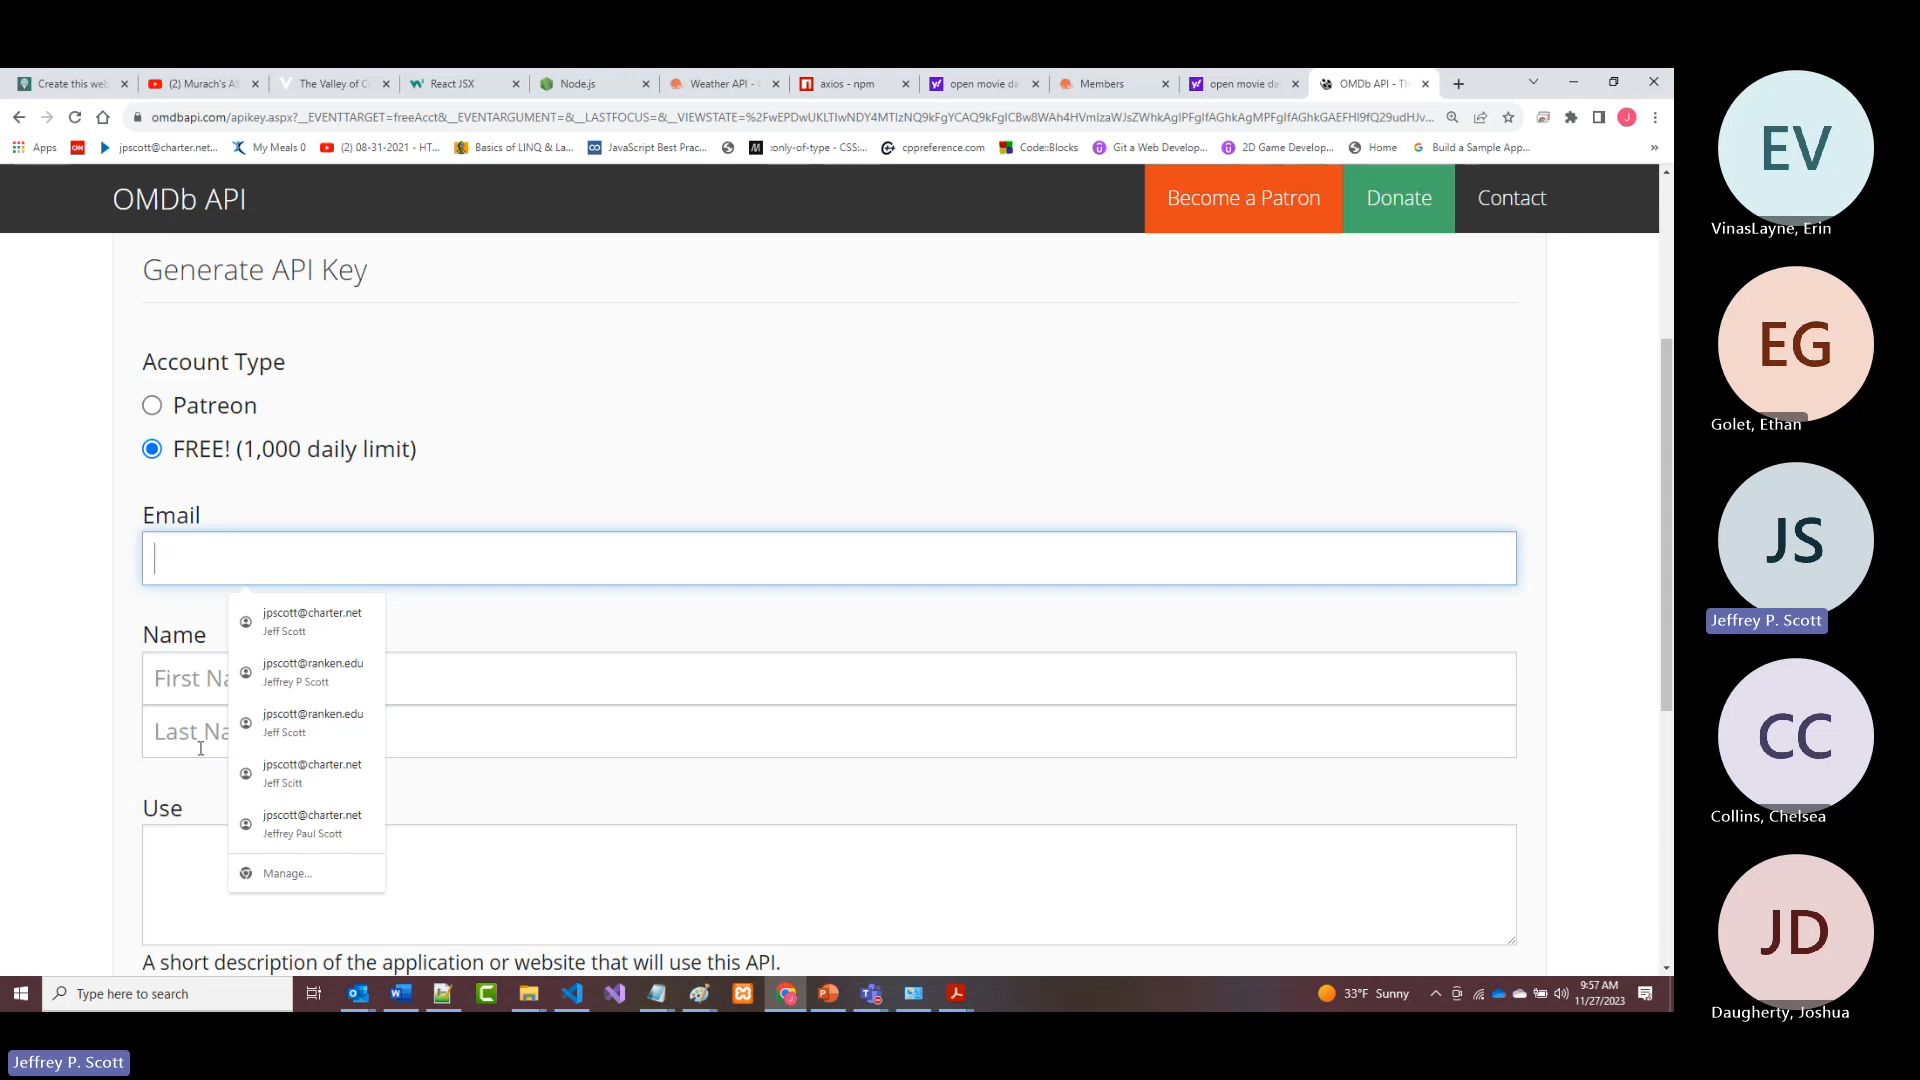 Create this web
(2) Murach's AS
The Valley of C
React JSX
Node.js
Weather API -
axios - npm
open movie da
Members
open movie da
OMDb API - Th
omdbapi.com/apikey.aspx?__EVENTTARGET=freeAcct&__EVENTARGUMENT=&__LASTFOCUS=&__VIEWSTATE=%2FwEPDwUKLTIwNDY4MTIzNQ9kFgYCAQ9kFgICBw8WAh4HVmlzaWJsZWhkAgIPFgIfAGhkAgMPFgIfAGhkGAEFHl9fQ29udHJv...
Apps
CNN
jpscott@charter.net...
My Meals 0
(2) 08-31-2021 - HT...
Basics of LINQ & La...
JavaScript Best Prac...
:only-of-type - CSS:...
cppreference.com
Code::Blocks
Git a Web Develop...
2D Game Develop...
Home
Build a Sample App...
OMDb API
Become a Patron
Donate
Contact
Generate API Key
Account Type
Patreon
FREE! (1,000 daily limit)
Email
jpscott@charter.net
Jeff Scott
Name
jpscott@ranken.edu
Jeffrey P Scott
First Na
jpscott@ranken.edu
Jeff Scott
Last Na
jpscott@charter.net
Jeff Scitt
Use
jpscott@charter.net
Jeffrey Paul Scott
Manage...
A short description of the application or website that will use this API.
Type here to search
33°F Sunny
9:57 AM
11/27/2023
EV
VinasLayne, Erin
EG
Golet, Ethan
JS
Jeffrey P. Scott
CC
Collins, Chelsea
JD
Daugherty, Joshua
Jeffrey P. Scott